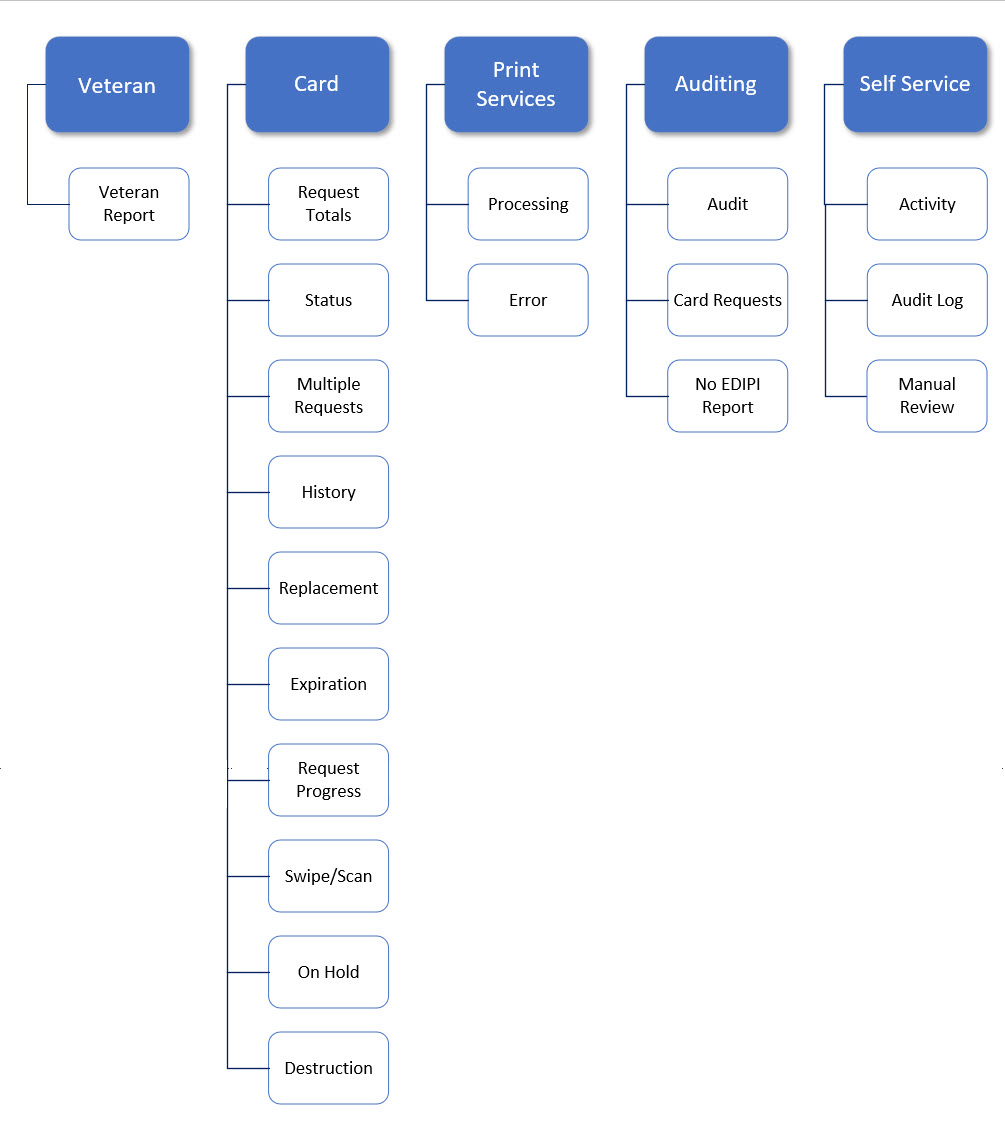 Veteran
Veteran
Report
Card
Request
Totals
Status
Multiple
Requests
History
Replacement
Expiration
Request
Progress
Swipe/Scan
On Hold
Destruction
Print
Services
Processing
Error
Auditing
Audit
Card Requests
No EDIPI
Report
Self Service
Activity
Audit Log
Manual
Review